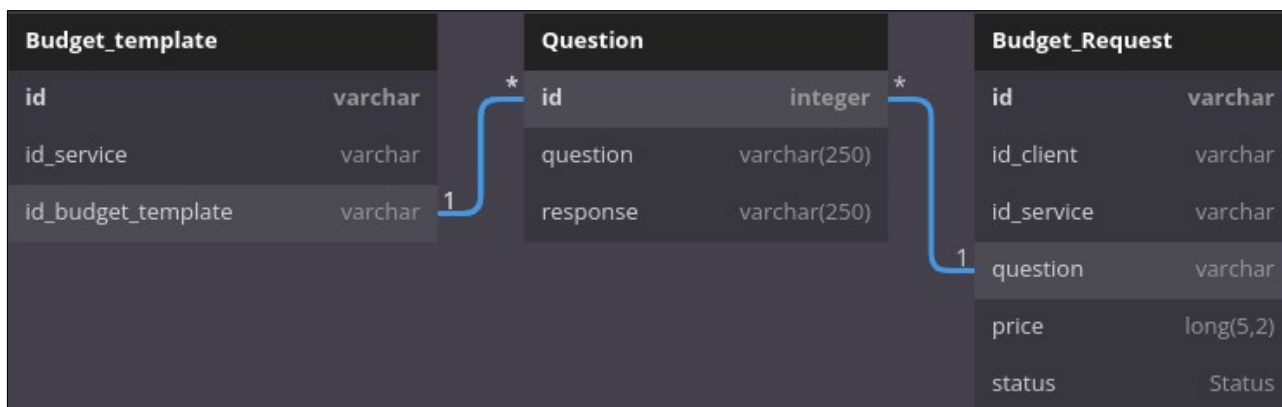 Budget_template
id varchar
id_service varchar
id_budget_template varchar
1
*
Question
id integer
question varchar(250)
response varchar(250)
*
1
Budget_Request
id varchar
id_client varchar
id_service varchar
question varchar
price long(5,2)
status Status